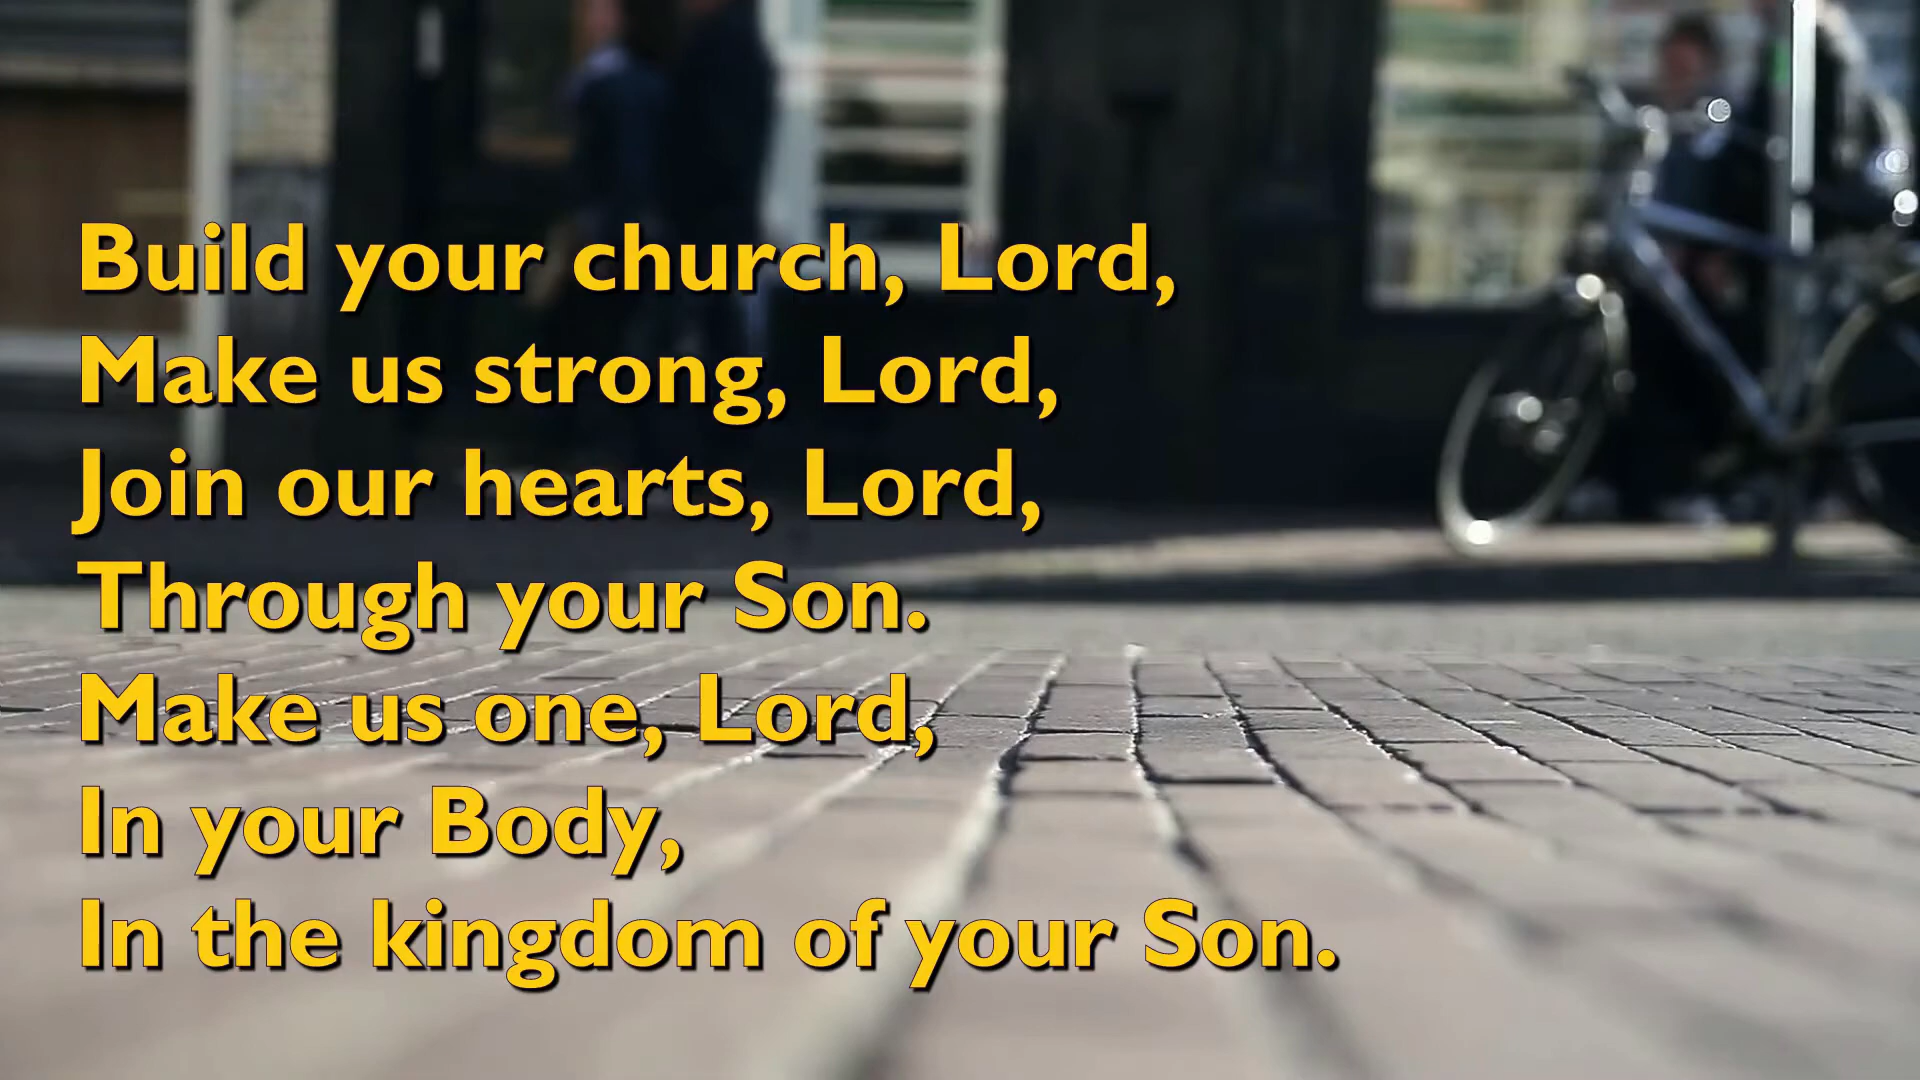 Build your church, Lord,
Make us strong, Lord,
Join our hearts, Lord,
Through your Son.
Make us one, Lord,
In your Body,
In the kingdom of your Son.